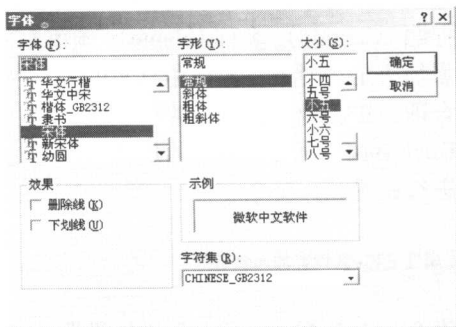 字体
? ×
字体(F):
宋体
华文行楷
华文中宋
楷体_GB2312
隶书
宋体
新宋体
幼圆
字形(Y):
常规
常规
斜体
粗体
粗斜体
大小(S):
小五
小四
五号
小五
六号
小六
七号
八号
确定
取消
效果
删除线(K)
下划线(U)
示例
微软中文软件
字符集(R):
CHINESE_GB2312